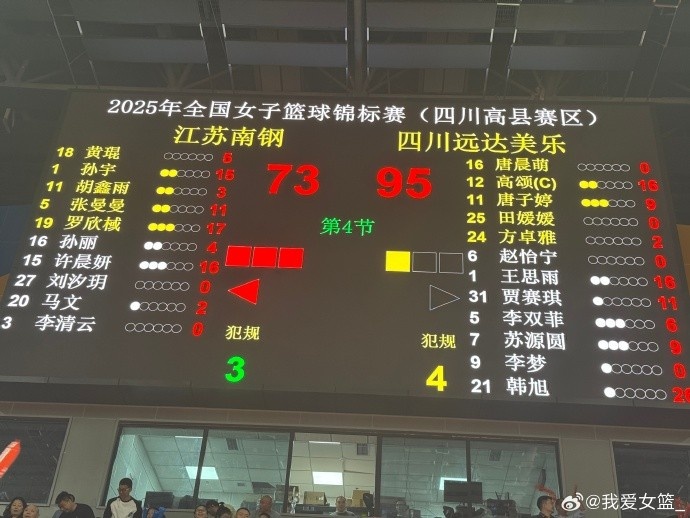 2025年全国女子篮球锦标赛（四川高县赛区）
江苏南钢
四川远达美乐
73
95
第4节
18 黄琨 5
1 孙宇 15
11 胡鑫雨 3
5 张曼曼 11
19 罗欣棫 17
16 孙丽 4
15 许晨妍 16
27 刘汐玥 0
20 马文 2
3 李清云 0
犯规
3
犯规
4
16 唐晨萌 0
12 高颂(C) 16
11 唐子婷 9
25 田媛媛
24 方卓雅 2
6 赵怡宁 0
1 王思雨 16
31 贾赛琪 11
5 李双菲
7 苏源圆 9
9 李梦
21 韩旭
@我爱女篮_